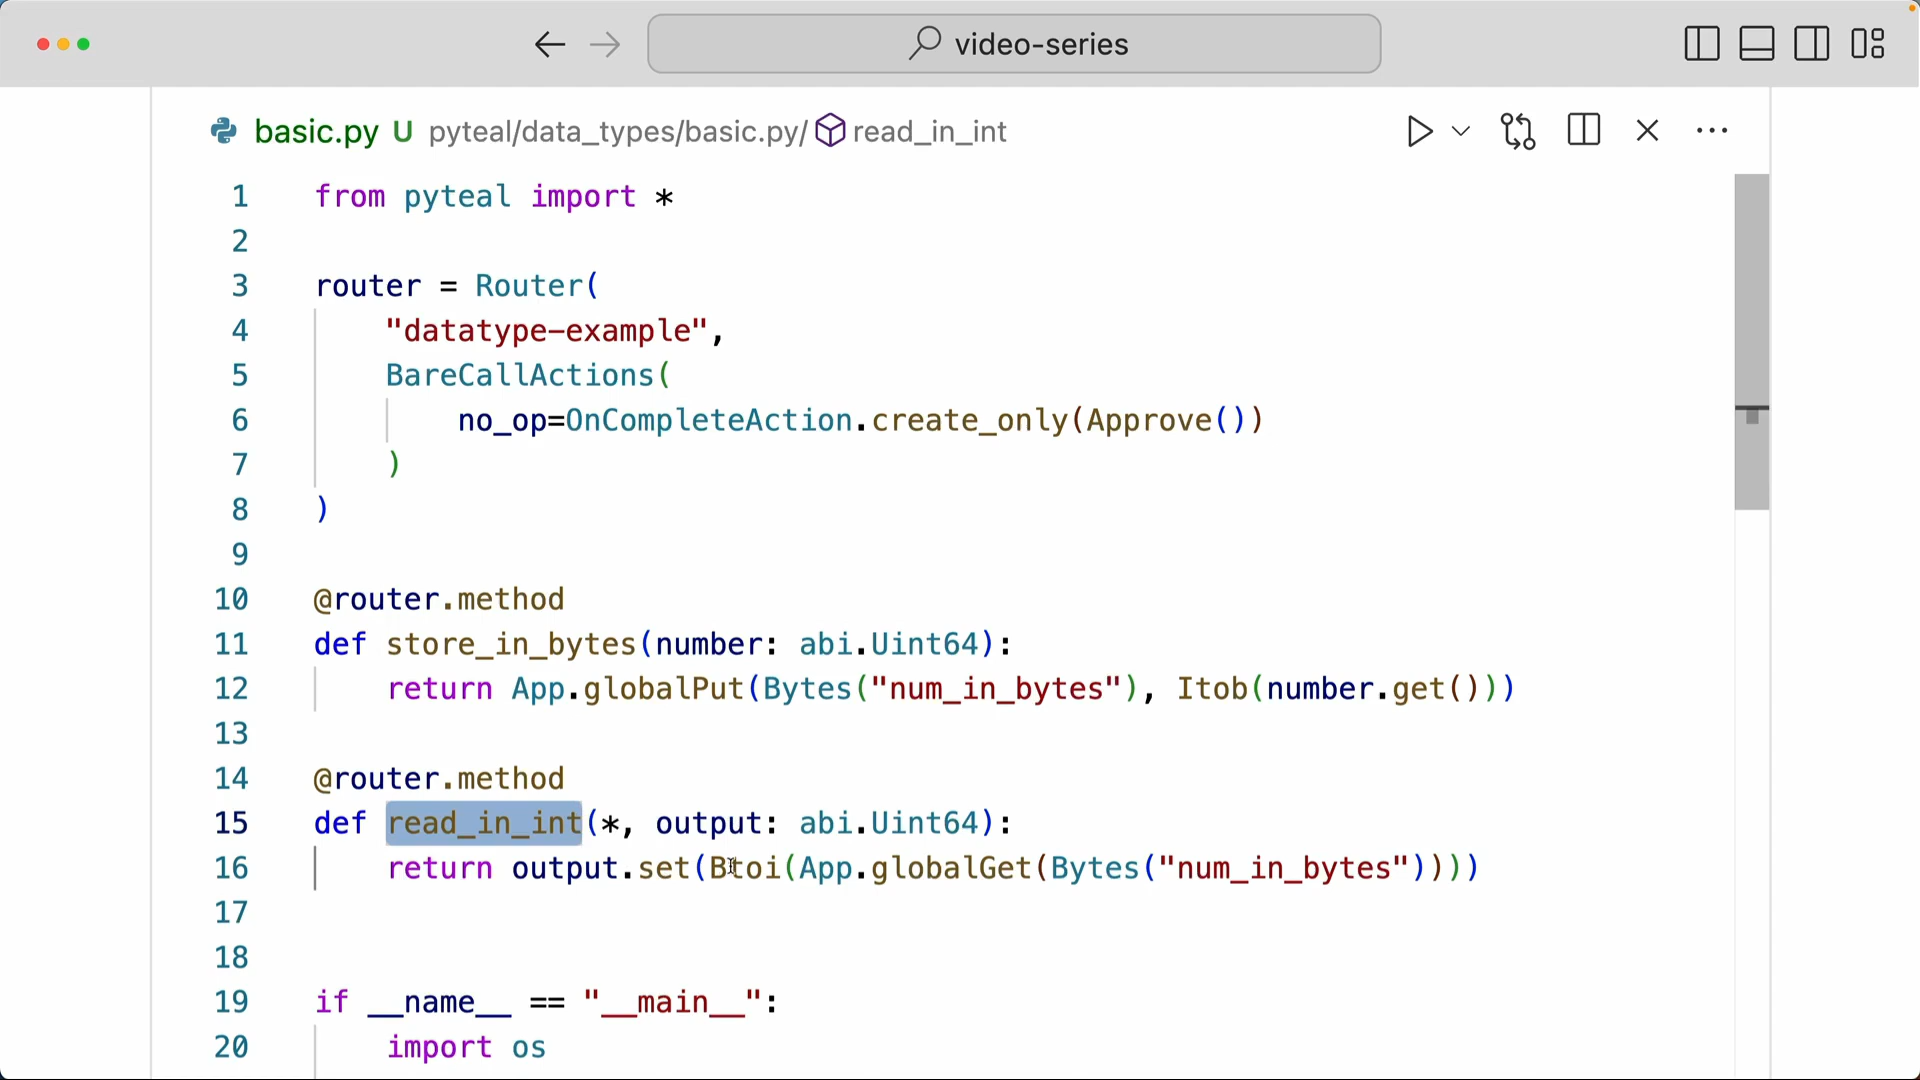 video-series
basic.py U pyteal/data_types/basic.py/ read_in_int
1 from pyteal import *
2
3 router = Router(
4 "datatype-example",
5 BareCallActions(
6 no_op=OnCompleteAction.create_only(Approve())
7 )
8 )
9
10 @router.method
11 def store_in_bytes(number: abi.Uint64):
12 return App.globalPut(Bytes("num_in_bytes"), Itob(number.get()))
13
14 @router.method
15 def read_in_int(*, output: abi.Uint64):
16 return output.set(Btoi(App.globalGet(Bytes("num_in_bytes"))))
17
18
19 if __name__ == "__main__":
20 import os